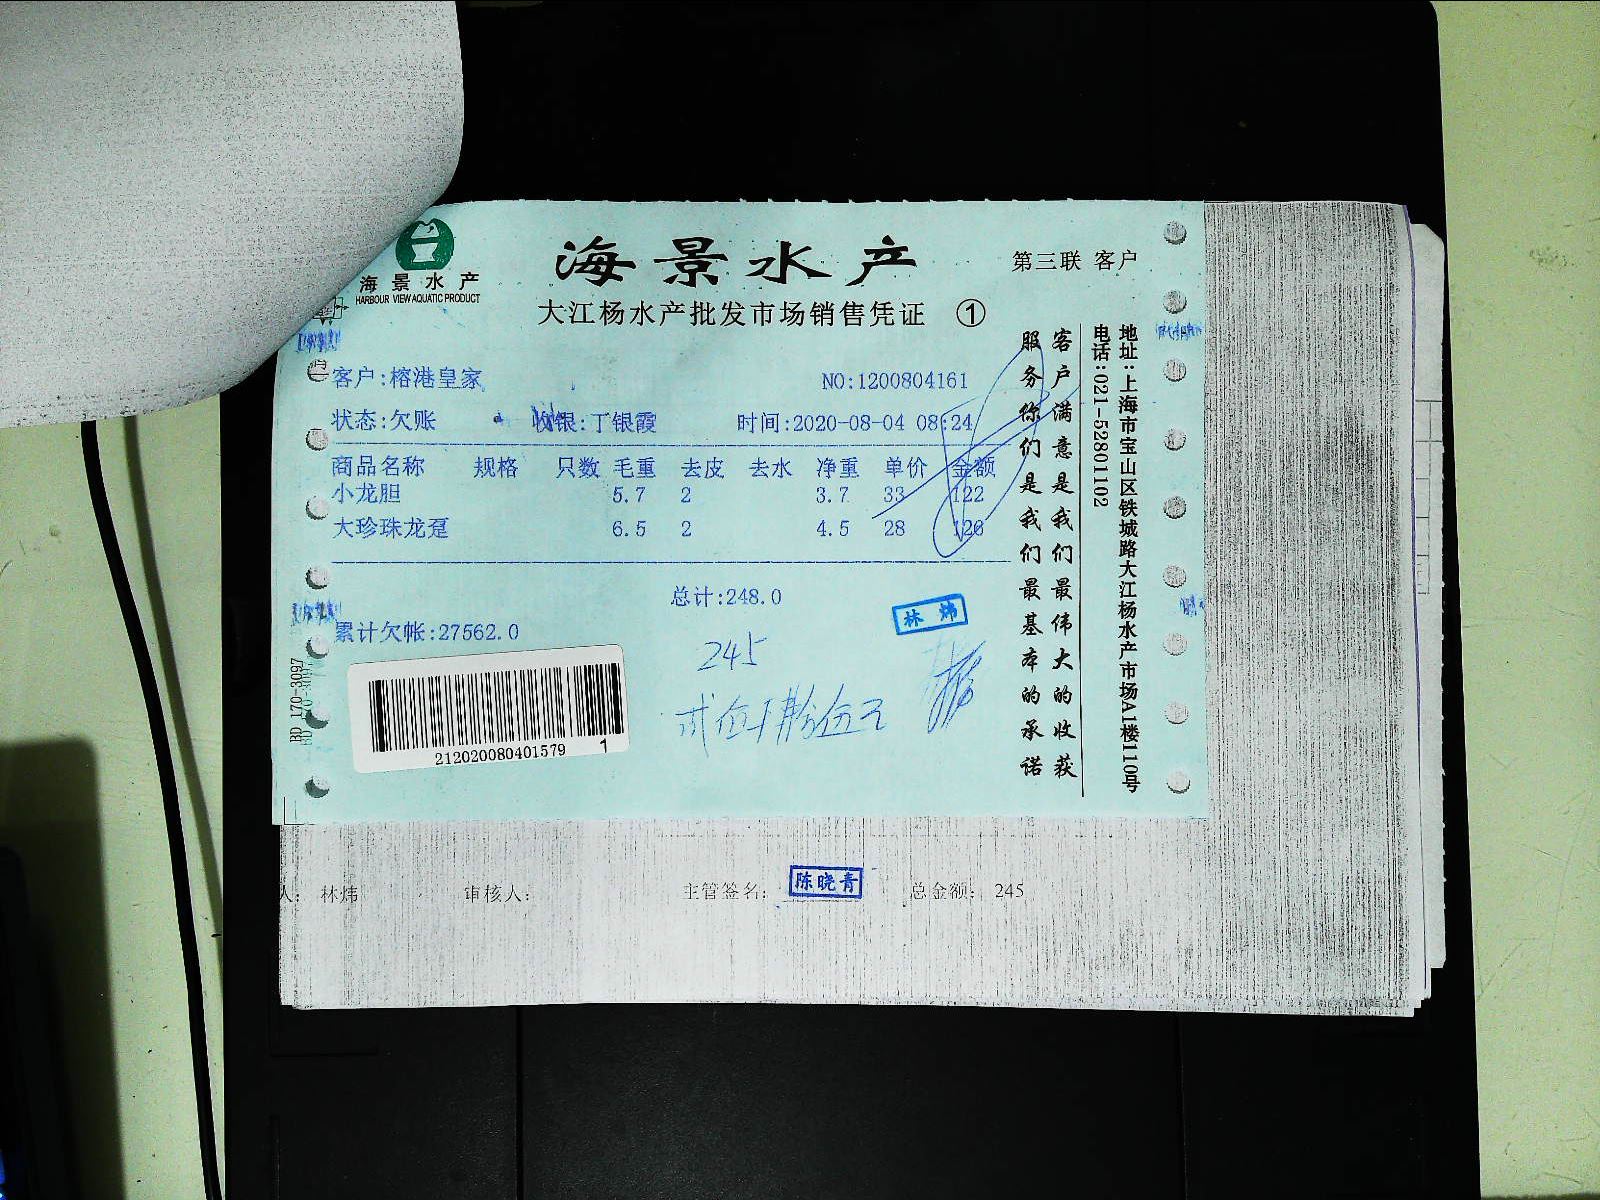 海景水产
HARBOUR VIEW AQUATIC PRODUCT
海景水产
第三联 客户
大江杨水产批发市场销售凭证 ①
客户:榕港皇家 NO:1200804161
状态:欠账 收银:丁银霞 时间:2020-08-04 08:24
商品名称 规格 只数 毛重 去皮 去水 净重 单价 金额
小龙胆 5.7 2 3.7 33 122
大珍珠龙趸 6.5 2 4.5 28 126
总计:248.0
累计欠帐:27562.0
林炜
245
212020080401579 1
BD 170-3097
客户满意是我们最伟大的收获
服务你们是我们最基本的承诺
地址:上海市宝山区铁城路大江杨水产市场A1楼110号
电话:021-52801102
人: 林炜 审核人: 主管签名: 陈晓青 总金额: 245